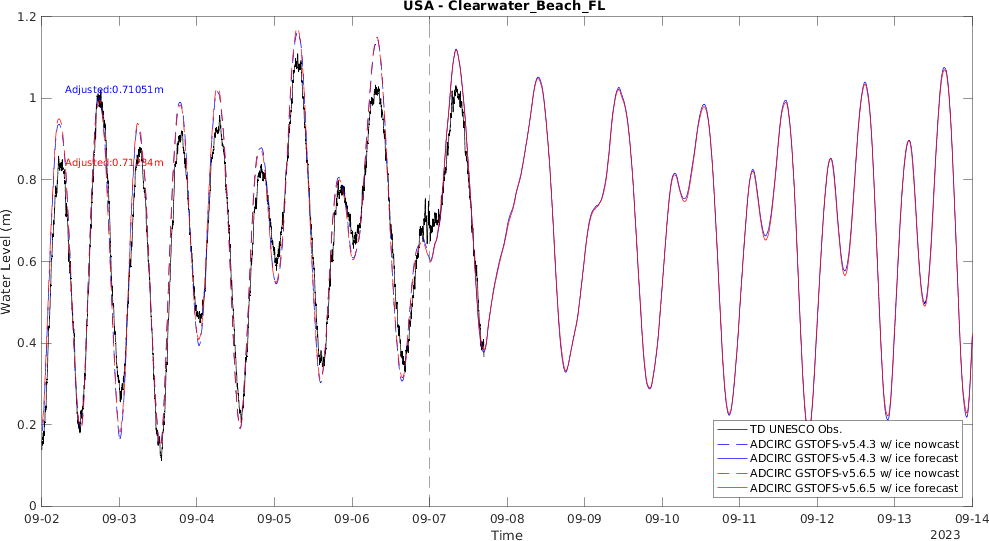 USA - Clearwater_Beach_FL
1.2
1
0.8
0.6
0.4
0.2
0
Water Level (m)
Adjusted:0.71051m
TD UNESCO Obs.
ADCIRC GSTOFS-v5.4.3 w/ ice nowcast
ADCIRC GSTOFS-v5.4.3 w/ ice forecast
ADCIRC GSTOFS-v5.6.5 w/ ice nowcast
ADCIRC GSTOFS-v5.6.5 w/ ice forecast
09-02 09-03 09-04 09-05 09-06 09-07 09-08 09-09 09-10 09-11 09-12 09-13 09-14
Time
2023